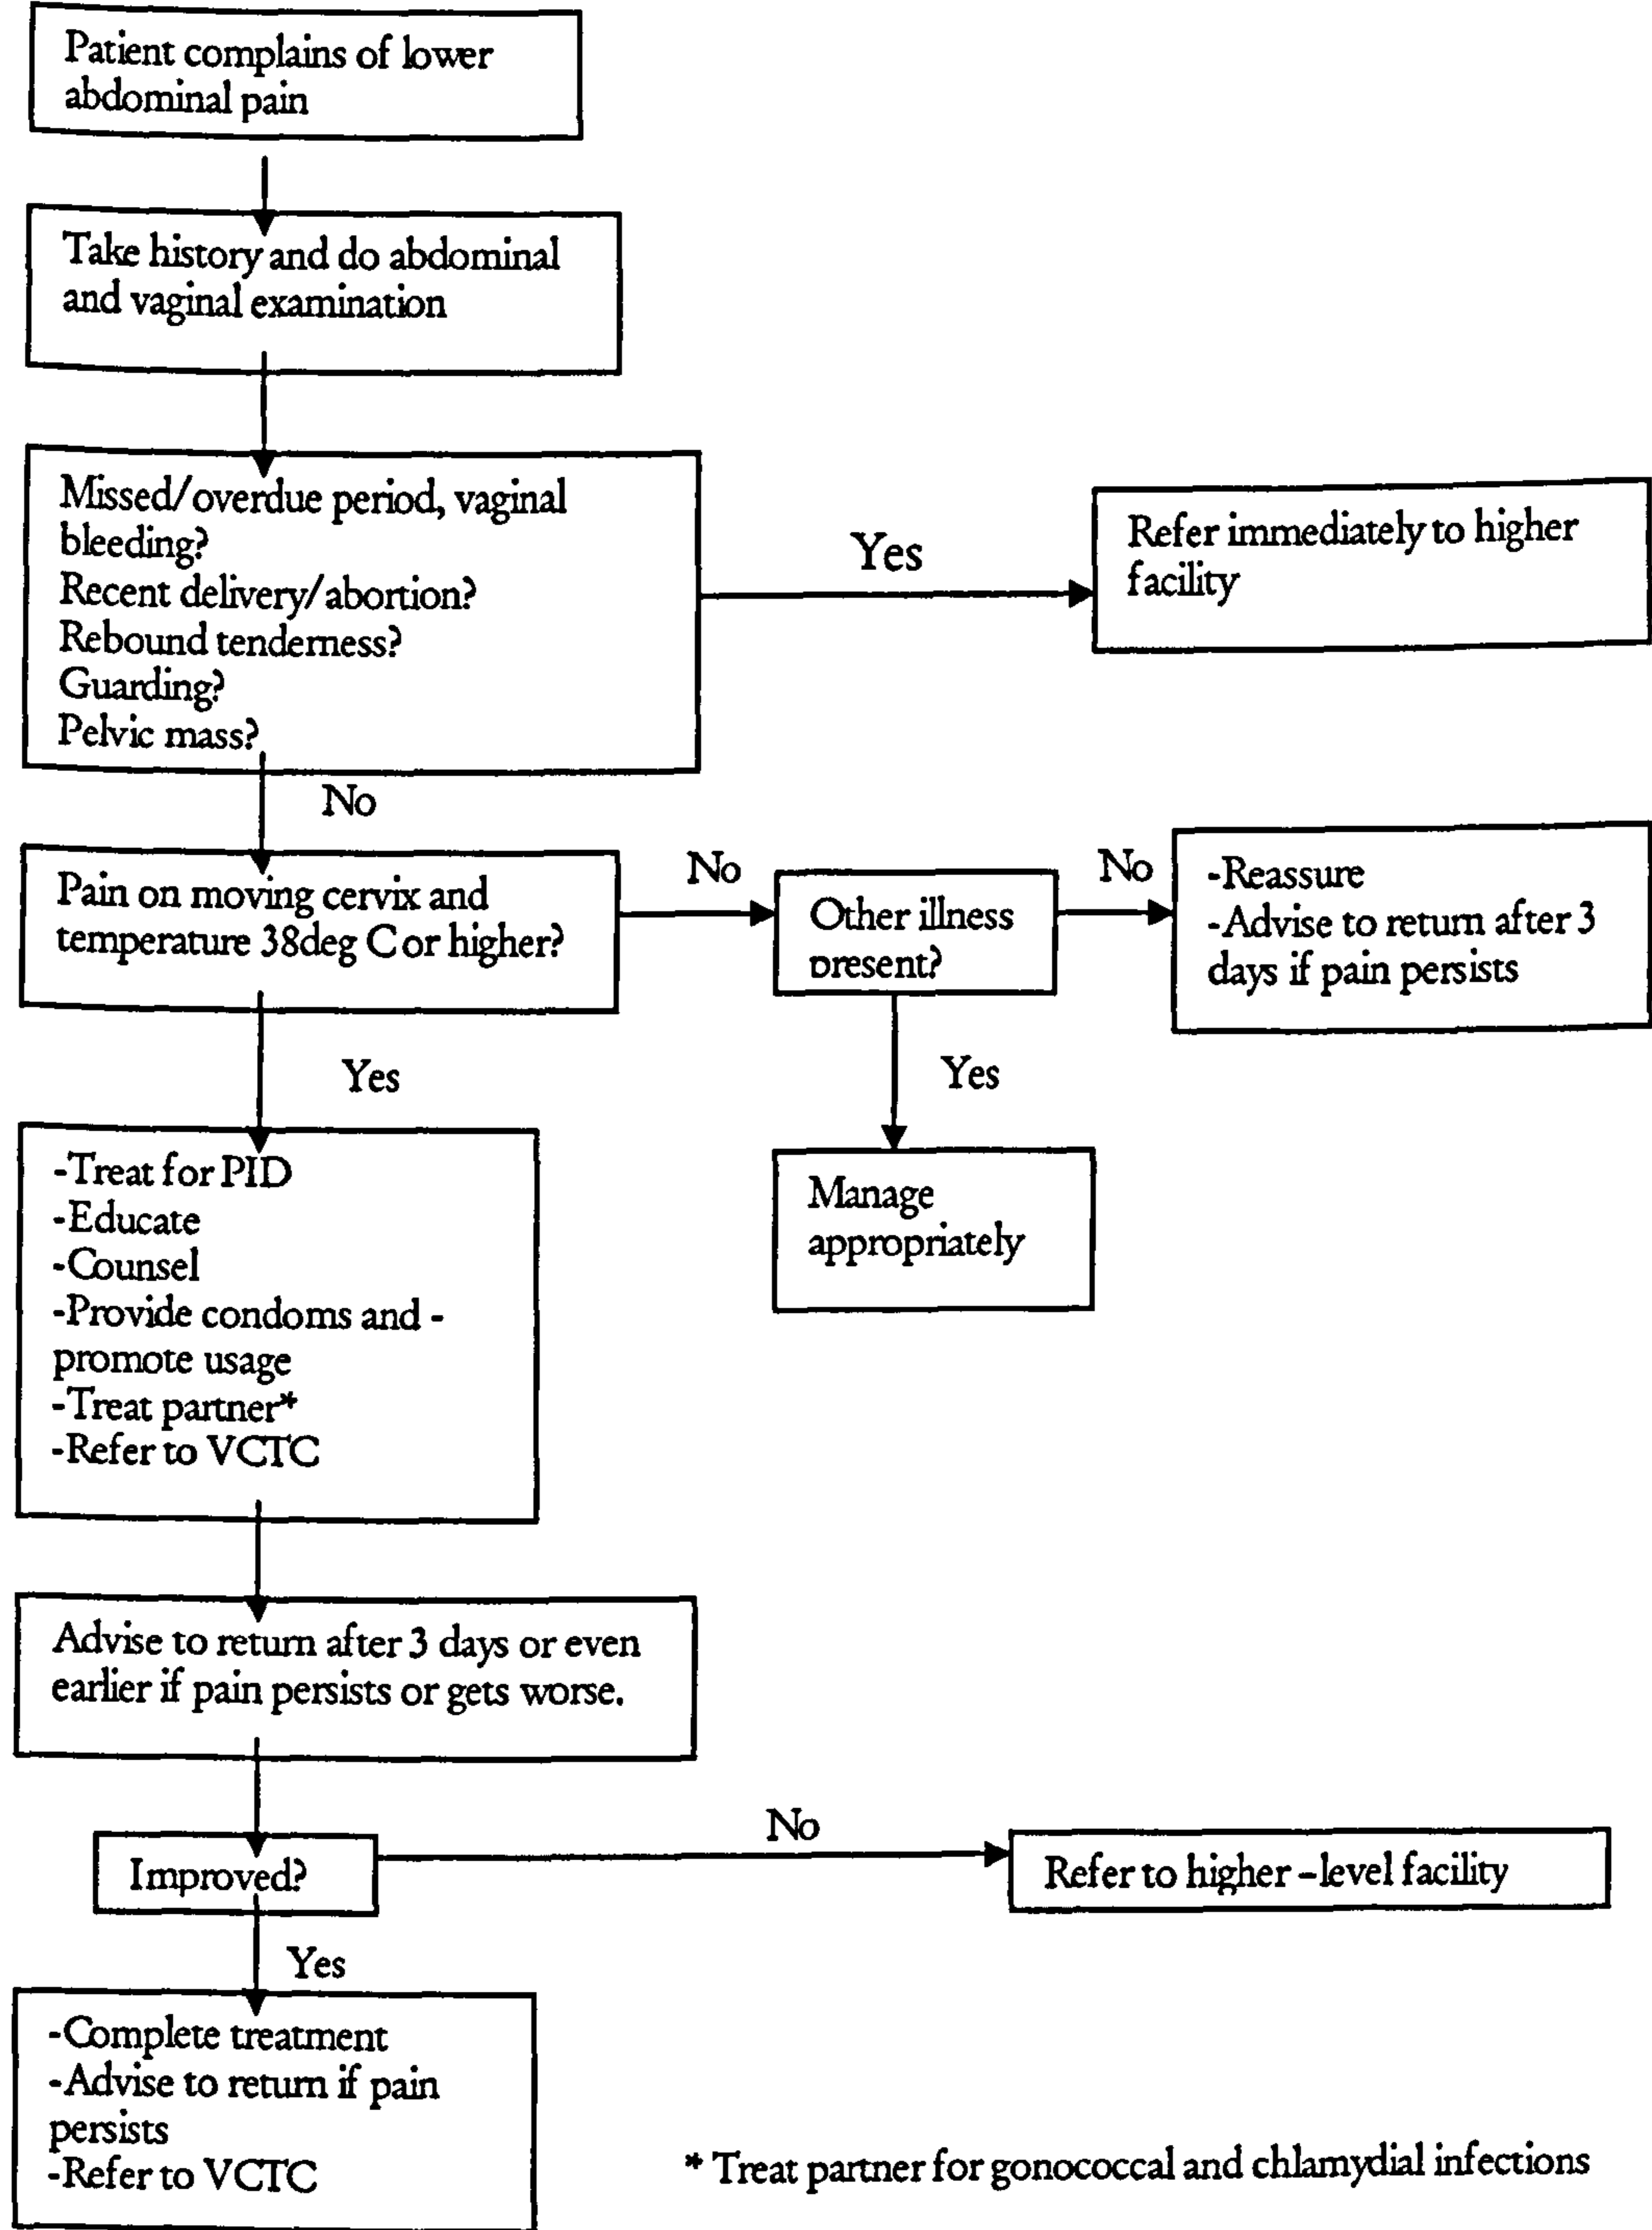 Patient complains of lower
abdominal pain
Take history and do abdominal
and vaginal examination
Missed/overdue period, vaginal
bleeding?
Recent delivery/abortion?
Rebound tenderness?
Guarding?
Pelvic mass?
Yes
Refer immediately to higher
facility
No
Pain on moving cervix and
temperature 38deg C or higher?
No
Other illness
present?
No
-Reassure
-Advise to return after 3
days if pain persists
Yes
Manage
appropriately
Yes
-Treat for PID
-Educate
-Counsel
-Provide condoms and -
promote usage
-Treat partner*
-Refer to VCTC
Advise to return after 3 days or even
earlier if pain persists or gets worse.
Improved?
No
Refer to higher –level facility
Yes
-Complete treatment
-Advise to return if pain
persists
-Refer to VCTC
* Treat partner for gonococcal and chlamydial infections